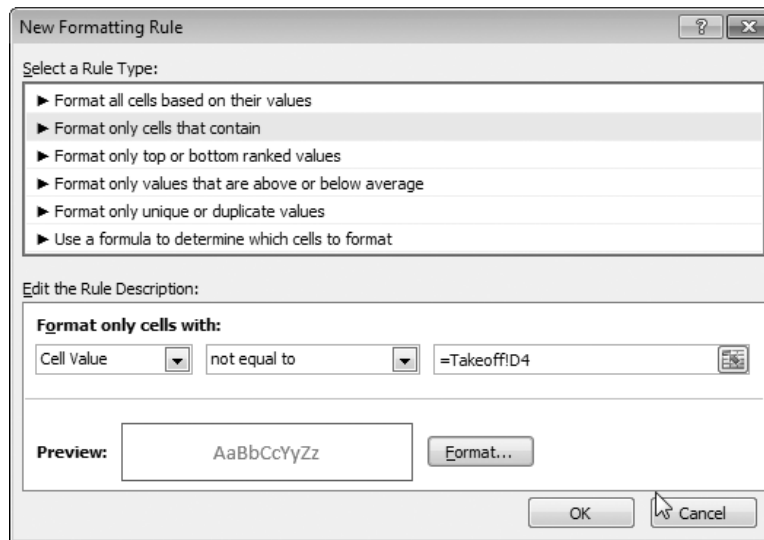 New Formatting Rule
?
Select a Rule Type:
► Format all cells based on their values
► Format only cells that contain
► Format only top or bottom ranked values
► Format only values that are above or below average
► Format only unique or duplicate values
► Use a formula to determine which cells to format
Edit the Rule Description:
Format only cells with:
Cell Value not equal to =Takeoff!D4
Preview: AaBbCcYyZz Format...
OK Cancel